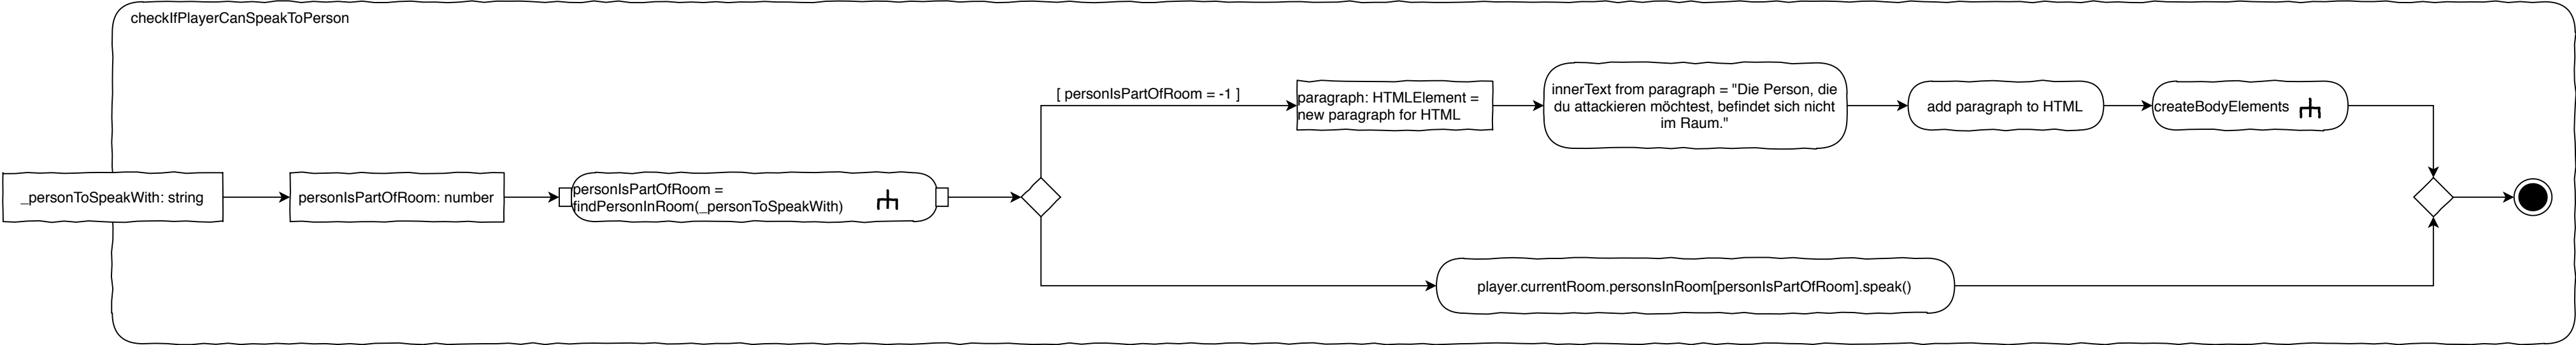 checkIfPlayerCanSpeakToPerson
_personToSpeakWith: string
personIsPartOfRoom: number
personIsPartOfRoom =
findPersonInRoom(_personToSpeakWith)
[ personIsPartOfRoom = -1 ]
paragraph: HTMLElement =
new paragraph for HTML
innerText from paragraph = "Die Person, die
du attackieren möchtest, befindet sich nicht
im Raum."
add paragraph to HTML
createBodyElements
player.currentRoom.personsInRoom[personIsPartOfRoom].speak()